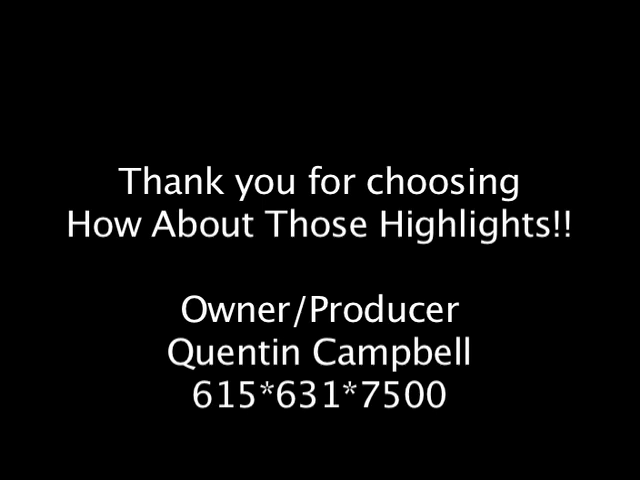 Thank you for choosing
How About Those Highlights!!
Owner/Producer
Quentin Campbell
615*631*7500